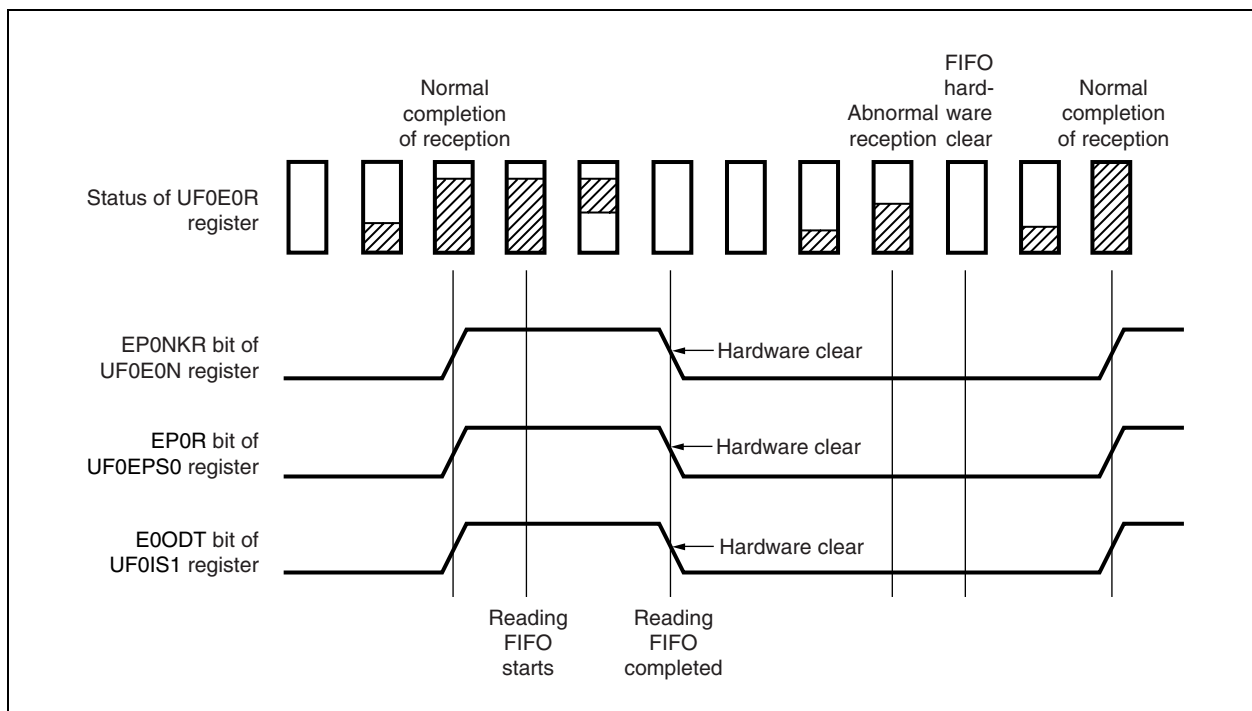 Normal
completion
of reception
Abnormal
reception
FIFO
hard-
ware
clear
Normal
completion
of reception
Status of UF0E0R
register
EP0NKR bit of
UF0E0N register
Hardware clear
EP0R bit of
UF0EPS0 register
Hardware clear
E0ODT bit of
UF0IS1 register
Hardware clear
Reading
FIFO
starts
Reading
FIFO
completed